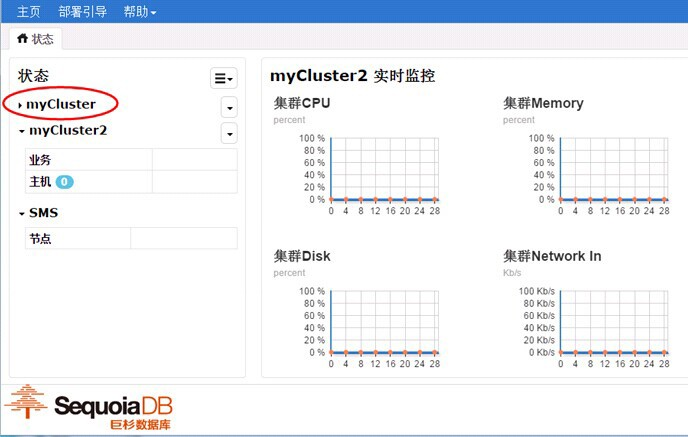 主页 部署引导 帮助
状态
状态
myCluster
myCluster2
业务
主机 0
SMS
节点
myCluster2 实时监控
集群CPU
percent
100 %
80 %
60 %
40 %
20 %
0 %
0 4 8 12 16 20 24 28
集群Memory
percent
100 %
80 %
60 %
40 %
20 %
0 %
0 4 8 12 16 20 24 28
集群Disk
percent
100 %
80 %
60 %
40 %
20 %
0 %
0 4 8 12 16 20 24 28
集群Network In
Kb/s
100 Kb/s
80 Kb/s
60 Kb/s
40 Kb/s
20 Kb/s
0 Kb/s
0 4 8 12 16 20 24 28
SequoiaDB
巨杉数据库